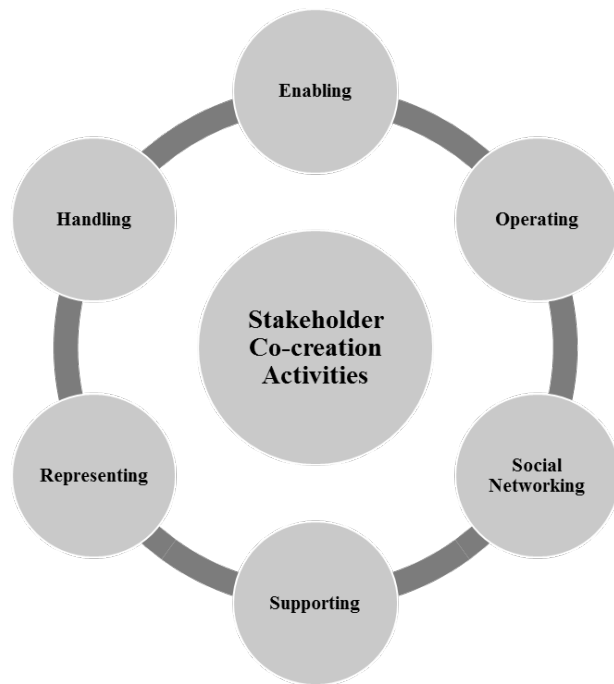 Enabling
Operating
Social
Networking
Supporting
Representing
Handling
Stakeholder
Co-creation
Activities